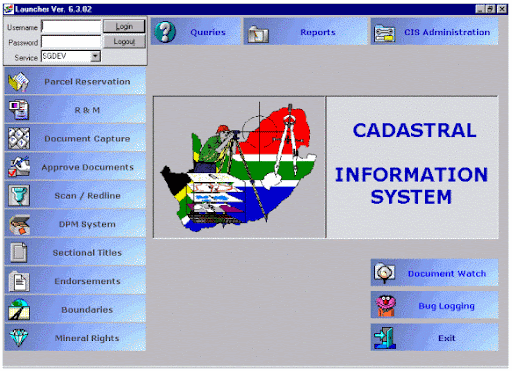 Launcher Ver. 6.3.02
Username
Login
Password
Logout
Service
SGDEV
Queries
Reports
CIS Administration
Parcel Reservation
R & M
Document Capture
Approve Documents
Scan / Redline
DPM System
Sectional Titles
Endorsements
Boundaries
Mineral Rights
CADASTRAL
INFORMATION
SYSTEM
Document Watch
Bug Logging
Exit